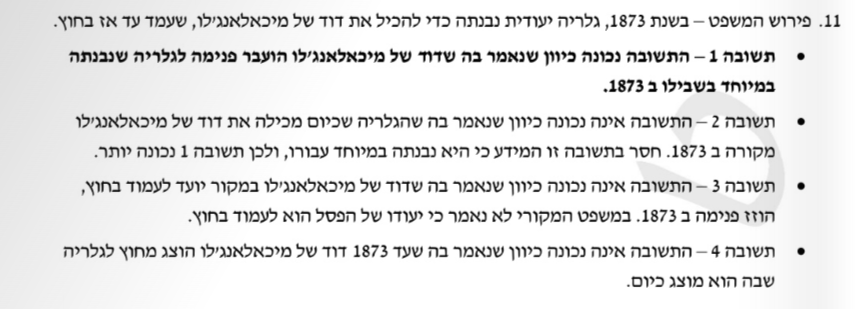 11. פירוש המשפט – בשנת 1873, גלריה יעודית נבנתה כדי להכיל את דוד של מיכאלאנג'לו, שעמד עד אז בחוץ.
• תשובה 1 – התשובה נכונה כיוון שנאמר בה שדוד של מיכאלאנג'לו הועבר פנימה לגלריה שנבנתה
במיוחד בשבילו ב 1873.
• תשובה 2 – התשובה אינה נכונה כיוון שנאמר בה שהגלריה שכיום מכילה את דוד של מיכאלאנג'לו
מקורה ב 1873. חסר בתשובה זו המידע כי היא נבנתה במיוחד עבורו, ולכן תשובה 1 נכונה יותר.
• תשובה 3 – התשובה אינה נכונה כיוון שנאמר בה שדוד של מיכאלאנג'לו במקור יועד לעמוד בחוץ,
הוזז פנימה ב 1873. במשפט המקורי לא נאמר כי יעודו של הפסל הוא לעמוד בחוץ.
• תשובה 4 – התשובה אינה נכונה כיוון שנאמר בה שעד 1873 דוד של מיכאלאנג'לו הוצג מחוץ לגלריה
שבה הוא מוצג כיום.